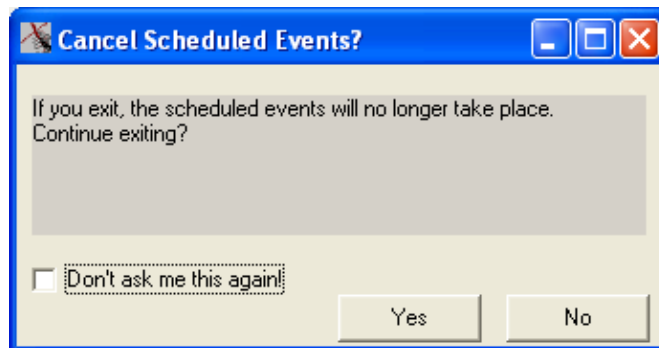 Cancel Scheduled Events?
If you exit, the scheduled events will no longer take place.
Continue exiting?
Don't ask me this again!
Yes
No